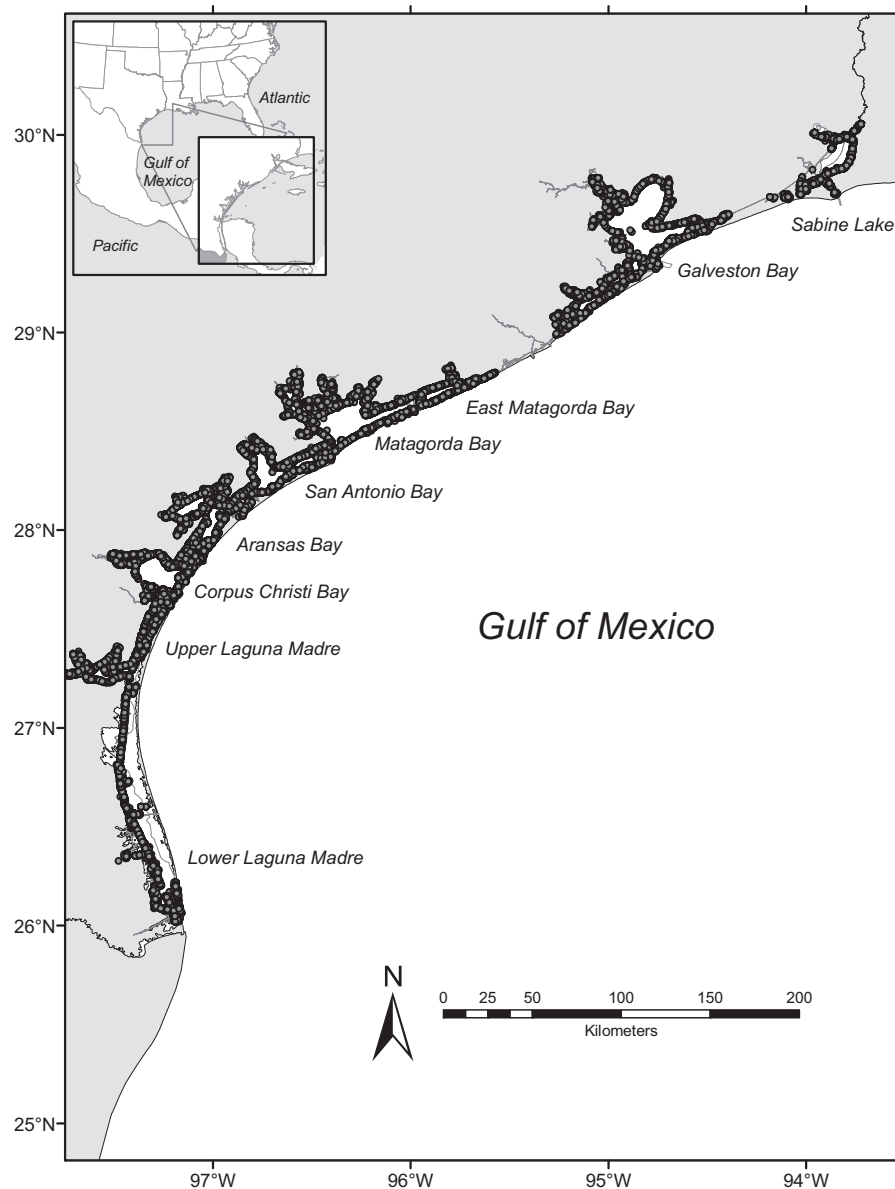 Atlantic
Gulf of
Mexico
Pacific
30°N
29°N
28°N
27°N
26°N
25°N
Sabine Lake
Galveston Bay
East Matagorda Bay
Matagorda Bay
San Antonio Bay
Aransas Bay
Corpus Christi Bay
Upper Laguna Madre
Lower Laguna Madre
Gulf of Mexico
N
0 25 50 100 150 200
Kilometers
97°W 96°W 95°W 94°W